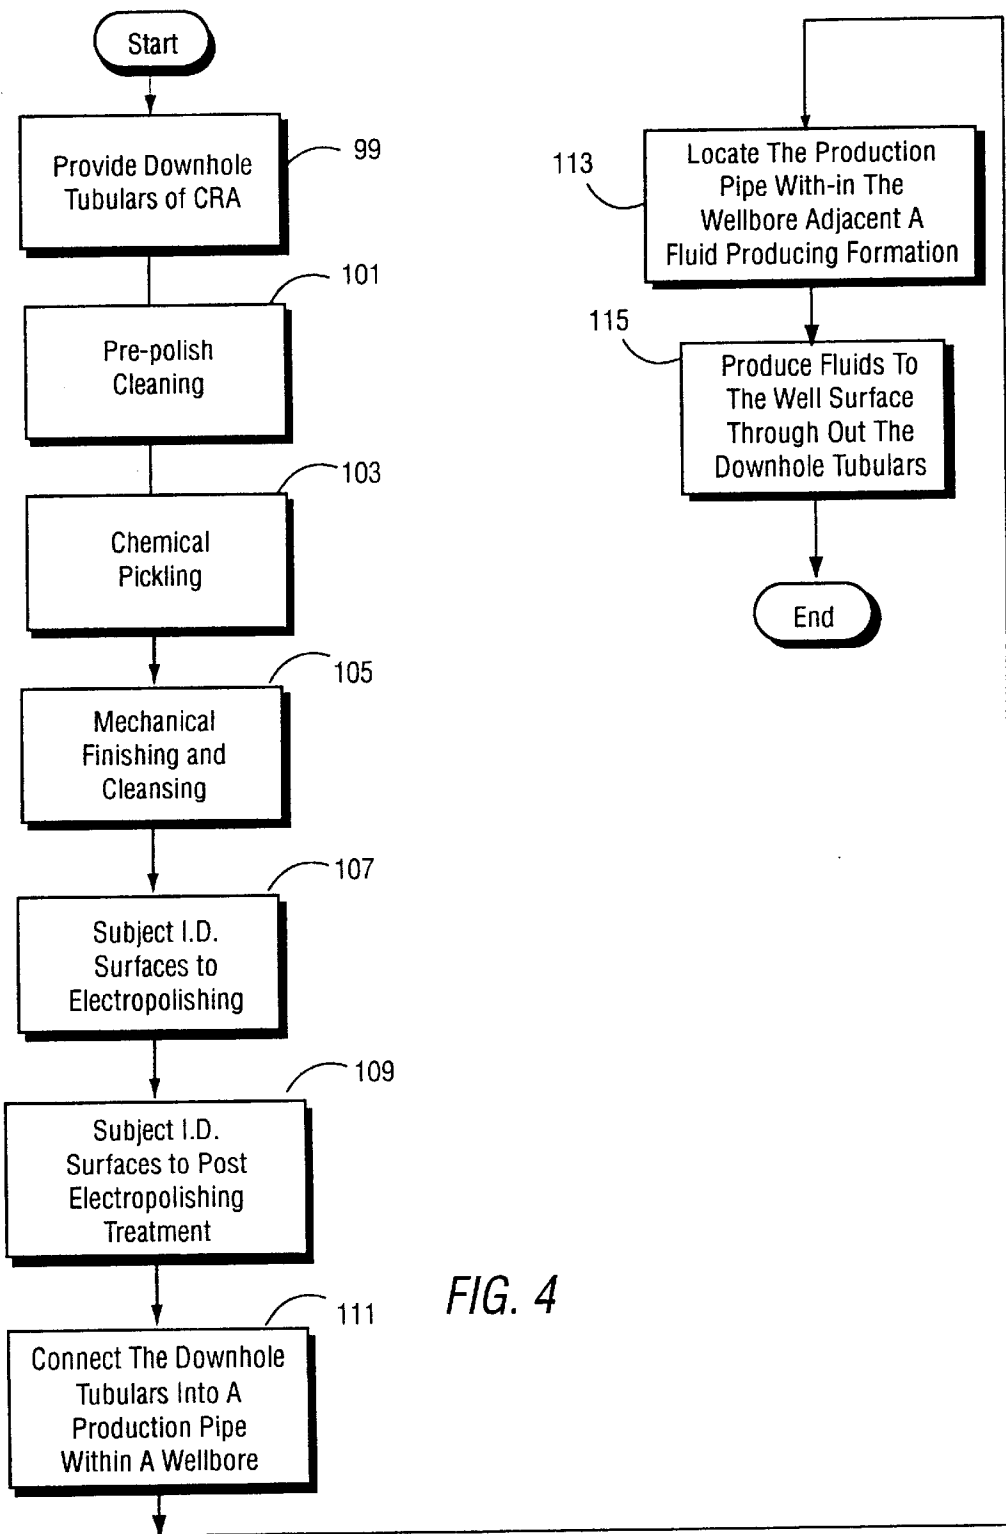 Start
99
Provide Downhole
Tubulars of CRA
101
Pre-polish
Cleaning
103
Chemical
Pickling
105
Mechanical
Finishing and
Cleansing
107
Subject I.D.
Surfaces to
Electropolishing
109
Subject I.D.
Surfaces to Post
Electropolishing
Treatment
111
Connect The Downhole
Tubulars Into A
Production Pipe
Within A Wellbore
113
Locate The Production
Pipe With-in The
Wellbore Adjacent A
Fluid Producing Formation
115
Produce Fluids To
The Well Surface
Through Out The
Downhole Tubulars
End
FIG. 4